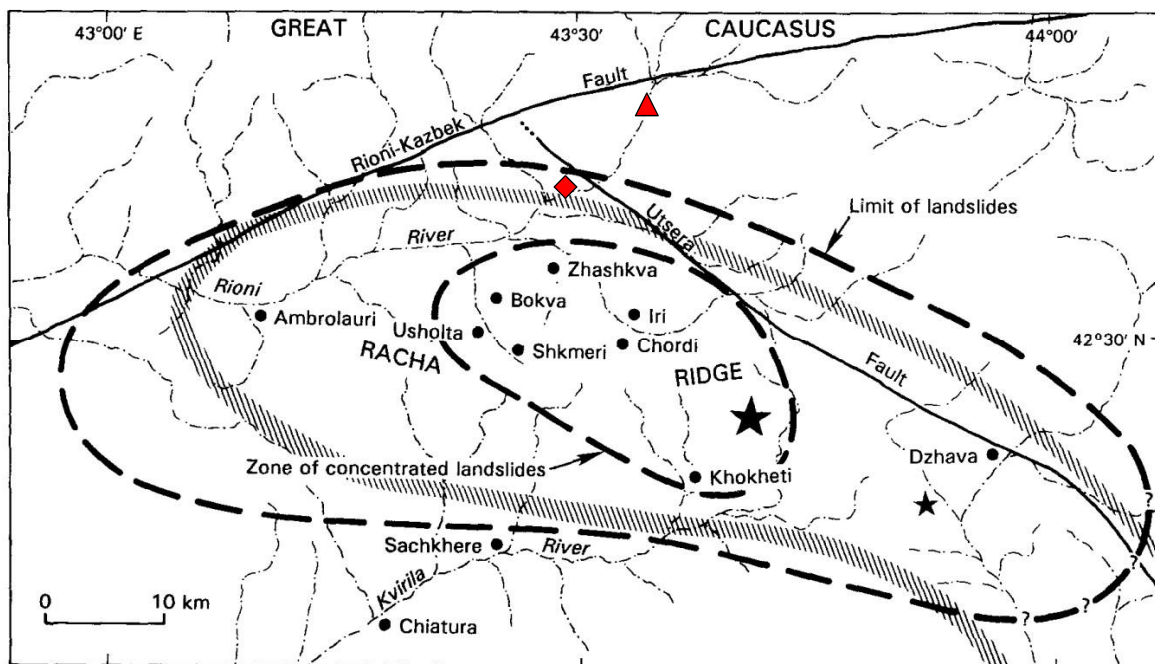 43°00' E
GREAT
43°30'
CAUCASUS
44°00'
Fault
Rioni-Kazbek
Limit of landslides
Utsera
River
Zhashkva
Rioni
Bokva
Iri
Ambrolauri
Usholta
Chordi
42°30' N
Shkmeri
RACHA
RIDGE
Fault
Dzhava
Zone of concentrated landslides
Khokheti
?
Sachkhere
River
Kvirila
0
10 km
Chiatura
?
?